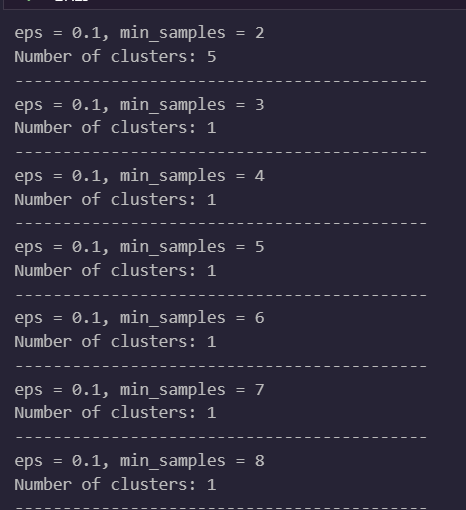 eps = 0.1, min_samples = 2
Number of clusters: 5
-------------------------------------------
eps = 0.1, min_samples = 3
Number of clusters: 1
-------------------------------------------
eps = 0.1, min_samples = 4
Number of clusters: 1
-------------------------------------------
eps = 0.1, min_samples = 5
Number of clusters: 1
-------------------------------------------
eps = 0.1, min_samples = 6
Number of clusters: 1
-------------------------------------------
eps = 0.1, min_samples = 7
Number of clusters: 1
-------------------------------------------
eps = 0.1, min_samples = 8
Number of clusters: 1
-------------------------------------------